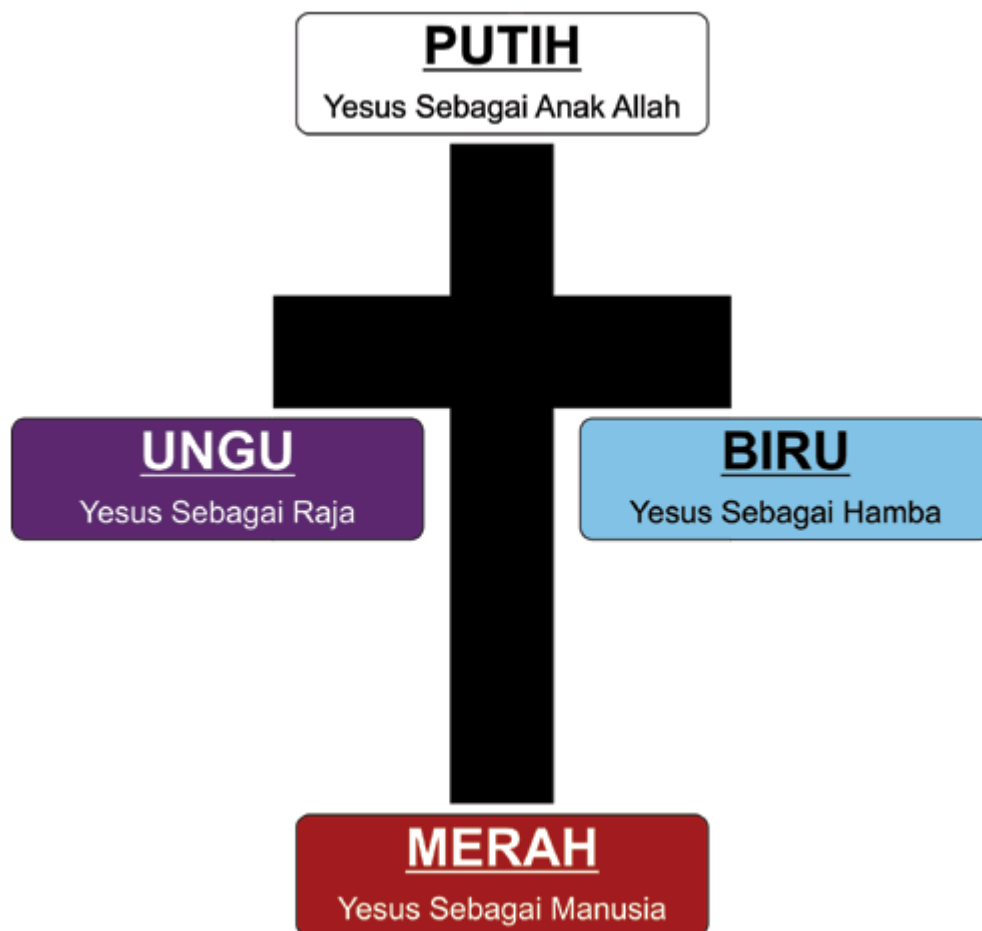 PUTIH
Yesus Sebagai Anak Allah
UNGU
Yesus Sebagai Raja
BIRU
Yesus Sebagai Hamba
MERAH
Yesus Sebagai Manusia